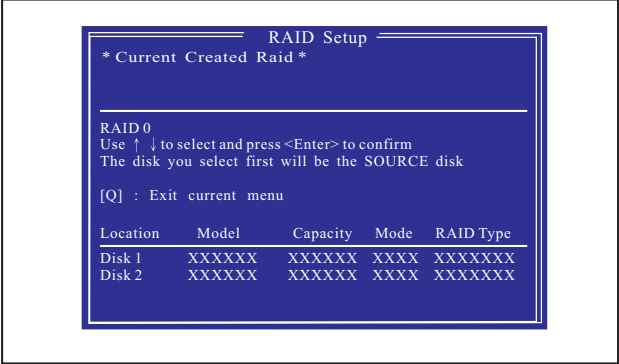 RAID Setup
* Current Created Raid *
RAID 0
Use ↑ ↓ to select and press <Enter> to confirm
The disk you select first will be the SOURCE disk
[Q] : Exit current menu
Location Model Capacity Mode RAID Type
Disk 1 XXXXXX XXXXXX XXXX XXXXXXX
Disk 2 XXXXXX XXXXXX XXXX XXXXXXX